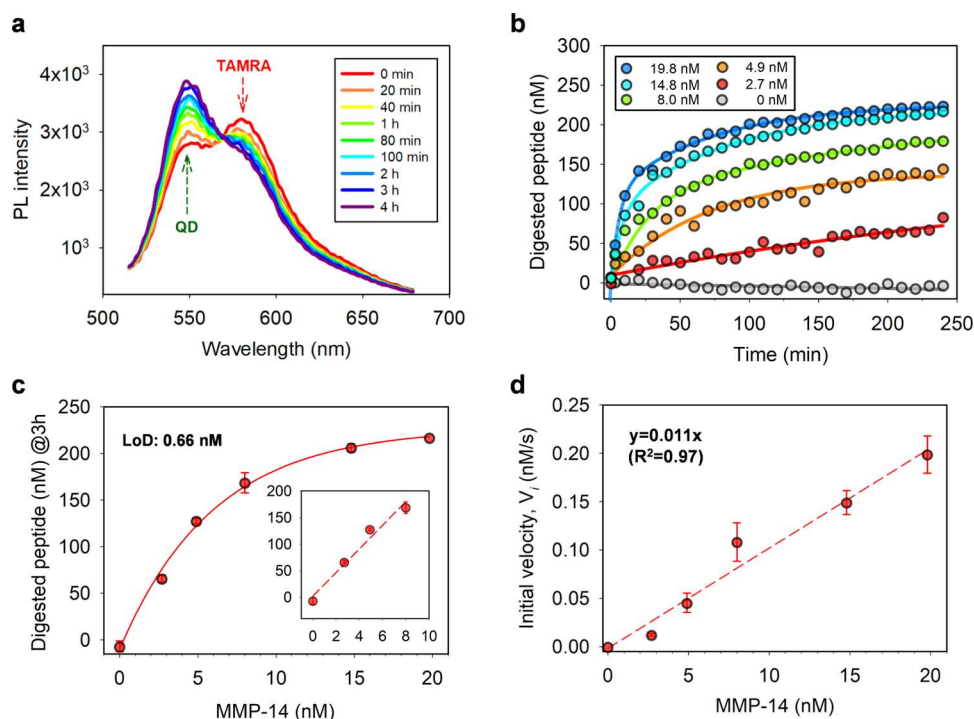 a
TAMRA
QD
4x10³
3x10³
2x10³
10³
PL intensity
0 min
20 min
40 min
1 h
80 min
100 min
2 h
3 h
4 h
500 550 600 650 700
Wavelength (nm)
b
300
250
200
150
100
50
0
Digested peptide (nM)
19.8 nM 4.9 nM
14.8 nM 2.7 nM
8.0 nM 0 nM
0 50 100 150 200 250
Time (min)
c
250
200
150
100
50
0
Digested peptide (nM) @3h
LoD: 0.66 nM
200
150
100
50
0
0 2 4 6 8 10
0 5 10 15 20
MMP-14 (nM)
d
0.25
0.20
0.15
0.10
0.05
0.00
Initial velocity, Vᵢ (nM/s)
y=0.011x
(R²=0.97)
0 5 10 15 20
MMP-14 (nM)